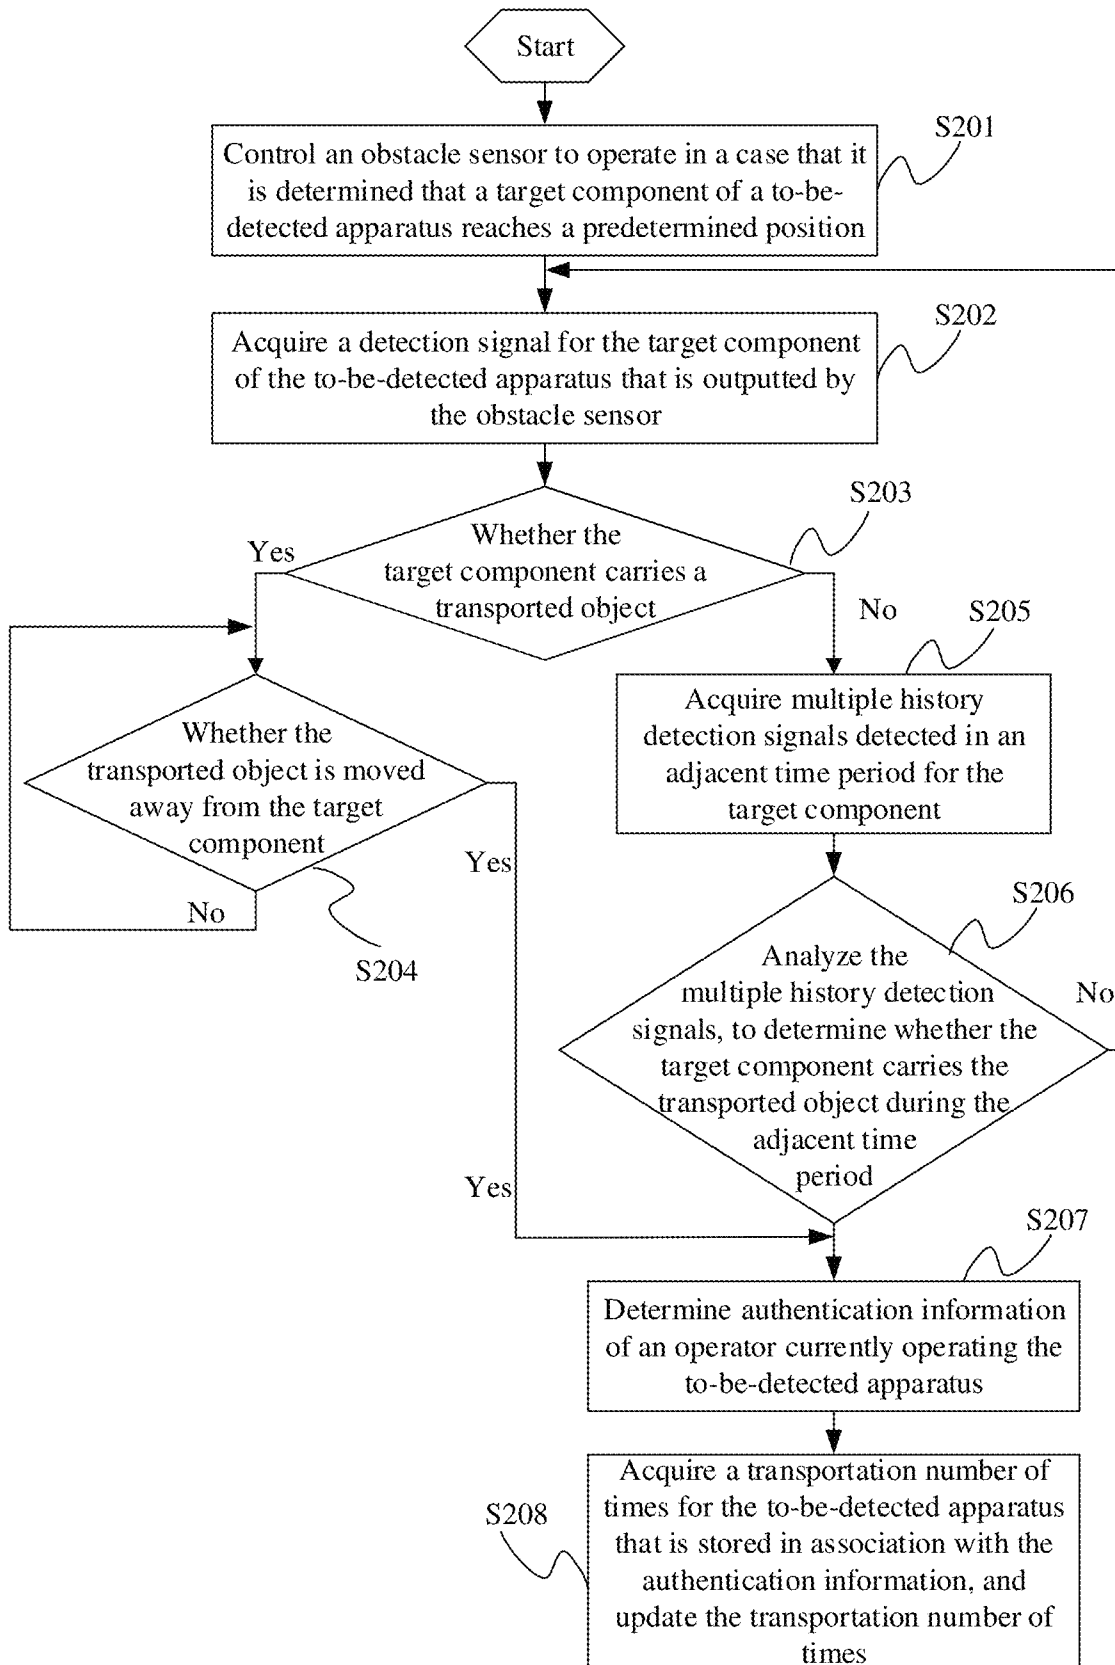 Start
S201
Control an obstacle sensor to operate in a case that it
is determined that a target component of a to-be-
detected apparatus reaches a predetermined position
S202
Acquire a detection signal for the target component
of the to-be-detected apparatus that is outputted by
the obstacle sensor
S203
Whether the
target component carries a
transported object
Yes
No
S205
Acquire multiple history
detection signals detected in an
adjacent time period for the
target component
Whether the
transported object is moved
away from the target
component
Yes
No
S204
S206
Analyze the
multiple history detection
signals, to determine whether the
target component carries the
transported object during the
adjacent time
period
No
Yes
S207
Determine authentication information
of an operator currently operating the
to-be-detected apparatus
S208
Acquire a transportation number of
times for the to-be-detected apparatus
that is stored in association with the
authentication information, and
update the transportation number of
times